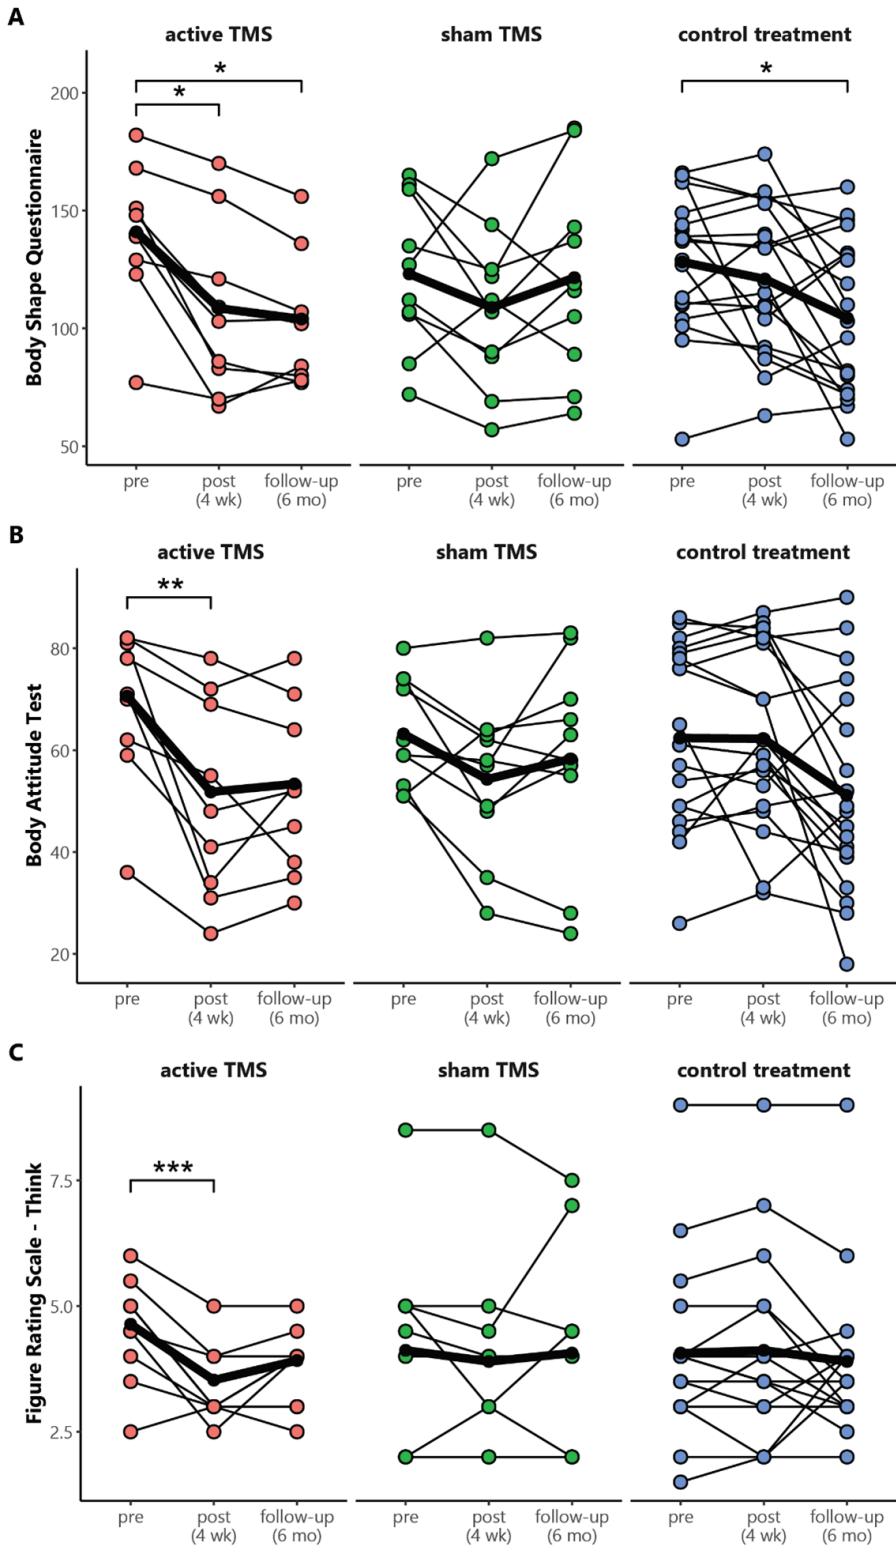 A
active TMS
sham TMS
control treatment
Body Shape Questionnaire
200
150
100
50
*
*
*
pre
post
(4 wk)
follow-up
(6 mo)
pre
post
(4 wk)
follow-up
(6 mo)
pre
post
(4 wk)
follow-up
(6 mo)
B
active TMS
sham TMS
control treatment
Body Attitude Test
80
60
40
20
**
pre
post
(4 wk)
follow-up
(6 mo)
pre
post
(4 wk)
follow-up
(6 mo)
pre
post
(4 wk)
follow-up
(6 mo)
C
active TMS
sham TMS
control treatment
Figure Rating Scale - Think
7.5
5.0
2.5
***
pre
post
(4 wk)
follow-up
(6 mo)
pre
post
(4 wk)
follow-up
(6 mo)
pre
post
(4 wk)
follow-up
(6 mo)